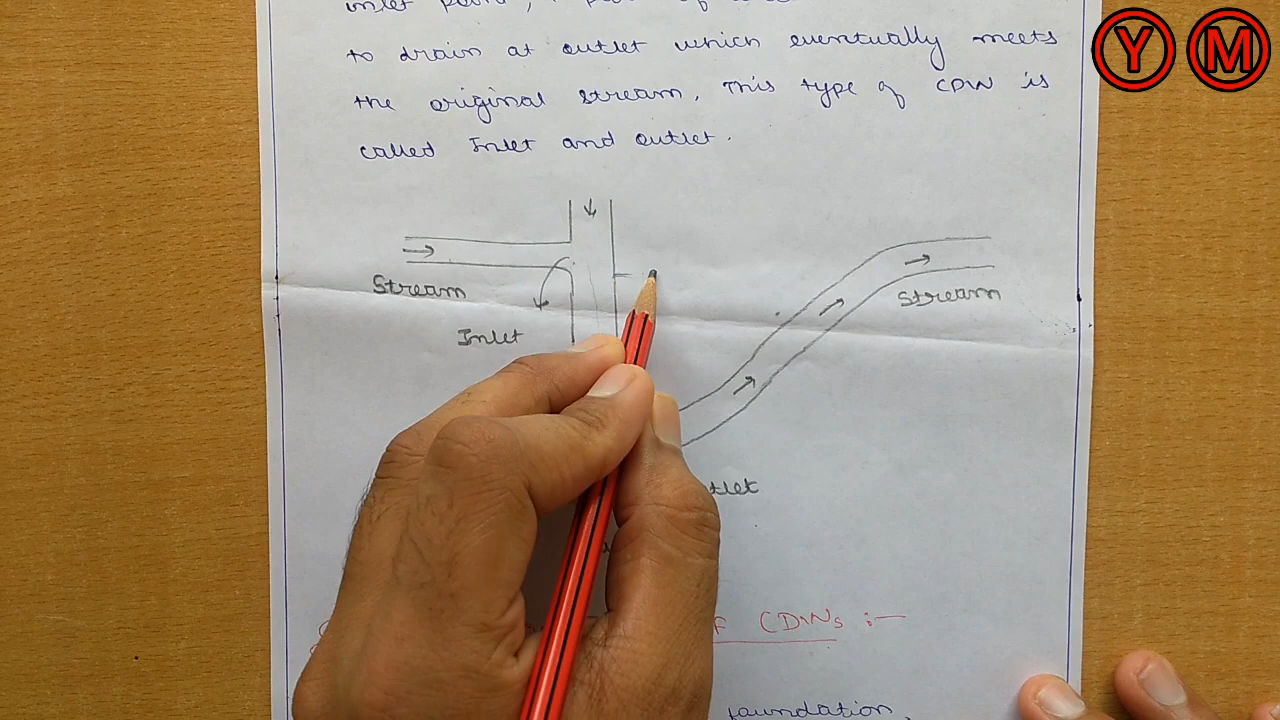 to drain at outlet which eventually meets
the original stream, This type of CDW is
called Inlet and outlet.
Stream
Stream
Inlet
tlet
F CDWs :-
foundation,
Y M